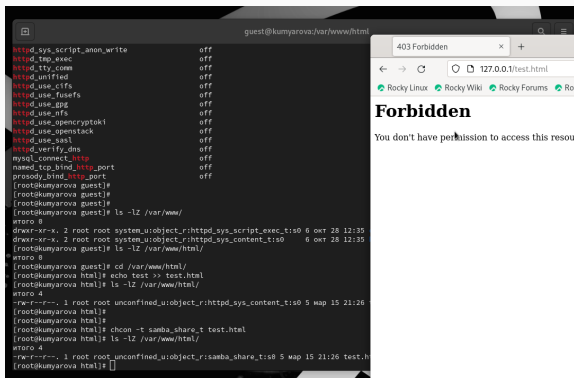 guest@kumyarova:/var/www/html
httpd_sys_script_anon_write off
httpd_tmp_exec off
httpd_tty_comm off
httpd_unified off
httpd_use_cifs off
httpd_use_fusefs off
httpd_use_gpg off
httpd_use_nfs off
httpd_use_opencryptoki off
httpd_use_openstack off
httpd_use_sasl off
httpd_verify_dns off
mysql_connect_http off
named_tcp_bind_http_port off
prosody_bind_http_port off
[root@kumyarova guest]#
[root@kumyarova guest]#
[root@kumyarova guest]#
[root@kumyarova guest]# ls -lZ /var/www/
итого 0
drwxr-xr-x. 2 root root system_u:object_r:httpd_sys_script_exec_t:s0 6 окт 28 12:35
drwxr-xr-x. 2 root root system_u:object_r:httpd_sys_content_t:s0 6 окт 28 12:35
[root@kumyarova guest]# ls -lZ /var/www/html/
итого 0
[root@kumyarova guest]# cd /var/www/html/
[root@kumyarova html]# echo test >> test.html
[root@kumyarova html]# ls -lZ /var/www/html/
итого 4
-rw-r--r--. 1 root root unconfined_u:object_r:httpd_sys_content_t:s0 5 мар 15 21:26
[root@kumyarova html]#
[root@kumyarova html]#
[root@kumyarova html]# chcon -t samba_share_t test.html
[root@kumyarova html]# ls -lZ /var/www/html/
итого 4
-rw-r--r--. 1 root root unconfined_u:object_r:samba_share_t:s0 5 мар 15 21:26 test.h
[root@kumyarova html]#
403 Forbidden
127.0.0.1/test.html
Rocky Linux Rocky Wiki Rocky Forums Ro
Forbidden
You don't have permission to access this resou